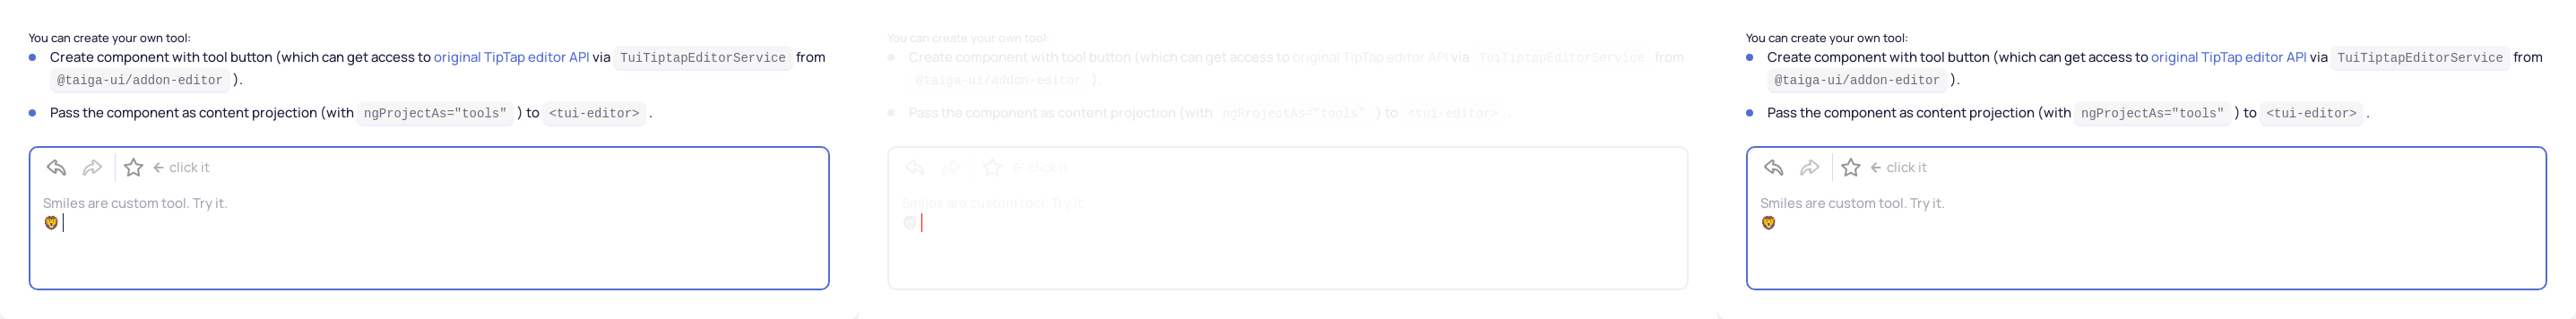 You can create your own tool:
Create component with tool button (which can get access to original TipTap editor API via TuiTiptapEditorService from
@taiga-ui/addon-editor ).
Pass the component as content projection (with ngProjectAs="tools" ) to <tui-editor> .
← click it
Smiles are custom tool. Try it.
🦁
You can create your own tool:
Create component with tool button (which can get access to original TipTap editor API via TuiTiptapEditorService from
@taiga-ui/addon-editor ).
Pass the component as content projection (with ngProjectAs="tools" ) to <tui-editor> .
← click it
Smiles are custom tool. Try it.
🦁
You can create your own tool:
Create component with tool button (which can get access to original TipTap editor API via TuiTiptapEditorService from
@taiga-ui/addon-editor ).
Pass the component as content projection (with ngProjectAs="tools" ) to <tui-editor> .
← click it
Smiles are custom tool. Try it.
🦁